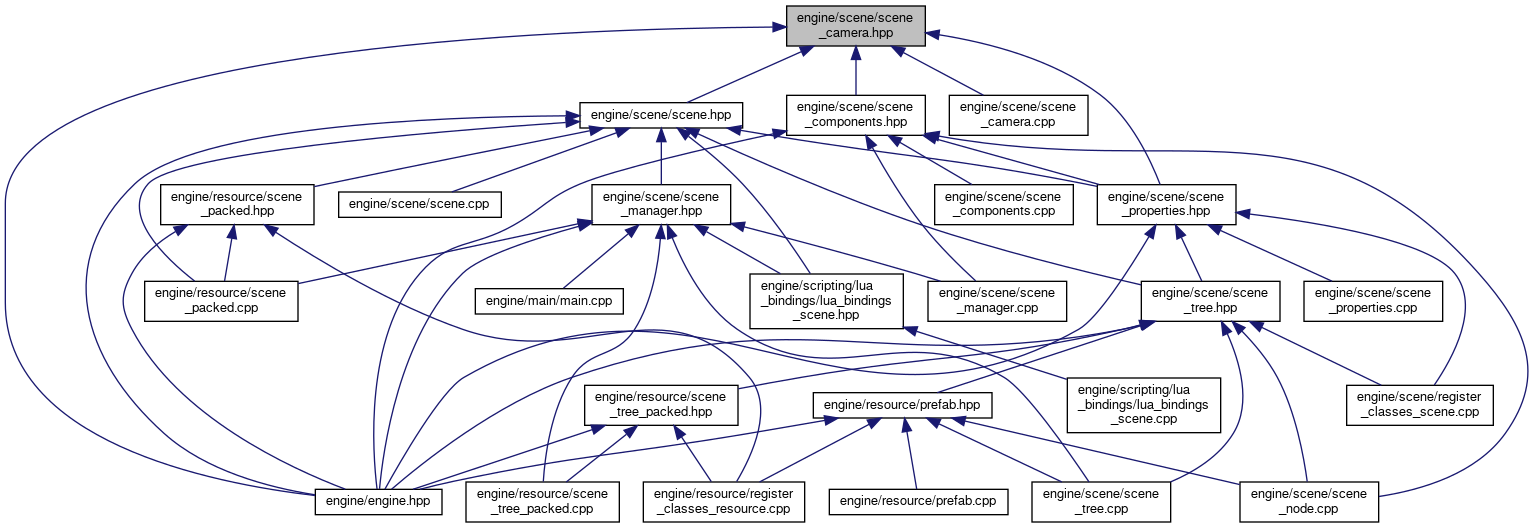 engine/scene/scene
_camera.hpp
engine/scene/scene.hpp
engine/scene/scene
_components.hpp
engine/scene/scene
_camera.cpp
engine/resource/scene
_packed.hpp
engine/scene/scene.cpp
engine/scene/scene
_manager.hpp
engine/scene/scene
_components.cpp
engine/scene/scene
_properties.hpp
engine/resource/scene
_packed.cpp
engine/main/main.cpp
engine/scripting/lua
_bindings/lua_bindings
_scene.hpp
engine/scene/scene
_manager.cpp
engine/scene/scene
_tree.hpp
engine/scene/scene
_properties.cpp
engine/resource/scene
_tree_packed.hpp
engine/resource/prefab.hpp
engine/scripting/lua
_bindings/lua_bindings
_scene.cpp
engine/scene/register
_classes_scene.cpp
engine/engine.hpp
engine/resource/scene
_tree_packed.cpp
engine/resource/register
_classes_resource.cpp
engine/resource/prefab.cpp
engine/scene/scene
_tree.cpp
engine/scene/scene
_node.cpp